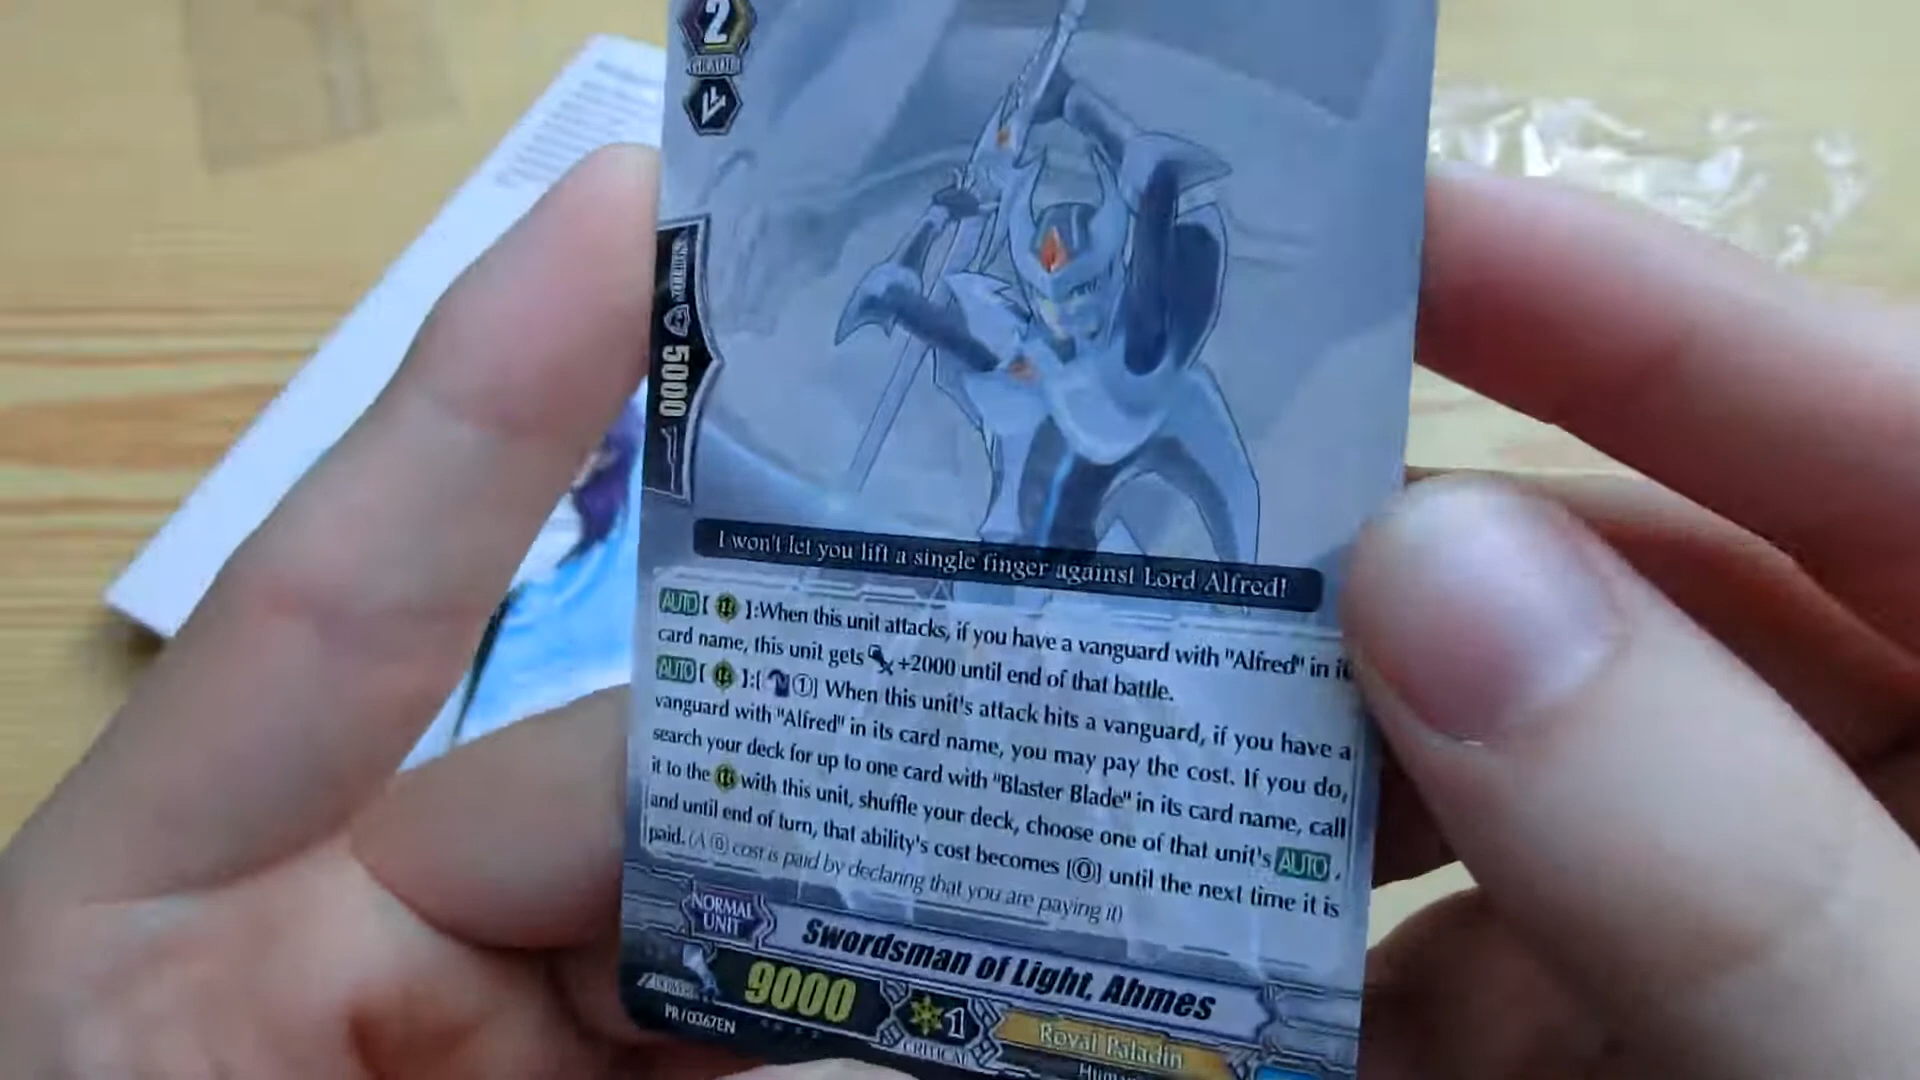 2
GRADE
5000
I won't let you lift a single finger against Lord Alfred!
AUTO [ ]:When this unit attacks, if you have a vanguard with "Alfred" in its
card name, this unit gets +2000 until end of that battle.
AUTO [ ]:[ ①] When this unit's attack hits a vanguard, if you have a
vanguard with "Alfred" in its card name, you may pay the cost. If you do,
search your deck for up to one card with "Blaster Blade" in its card name, call
it to the with this unit, shuffle your deck, choose one of that unit's AUTO ,
and until end of turn, that ability's cost becomes [⓪] until the next time it is
paid. (A ⓪ cost is paid by declaring that you are paying it)
NORMAL
UNIT
Swordsman of Light, Ahmes
POWER
9000
1
CRITICAL
PR/0367EN
Royal Paladin